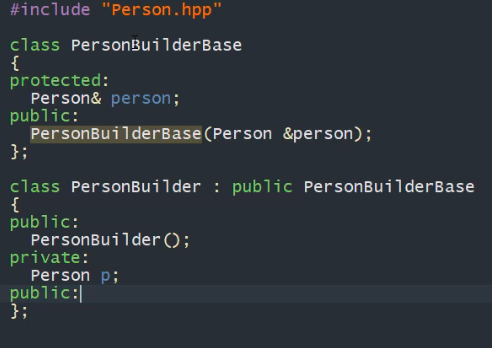 #include "Person.hpp"

class PersonBuilderBase
{
protected:
  Person& person;
public:
  PersonBuilderBase(Person &person);
};

class PersonBuilder : public PersonBuilderBase
{
public:
  PersonBuilder();
private:
  Person p;
public:
};